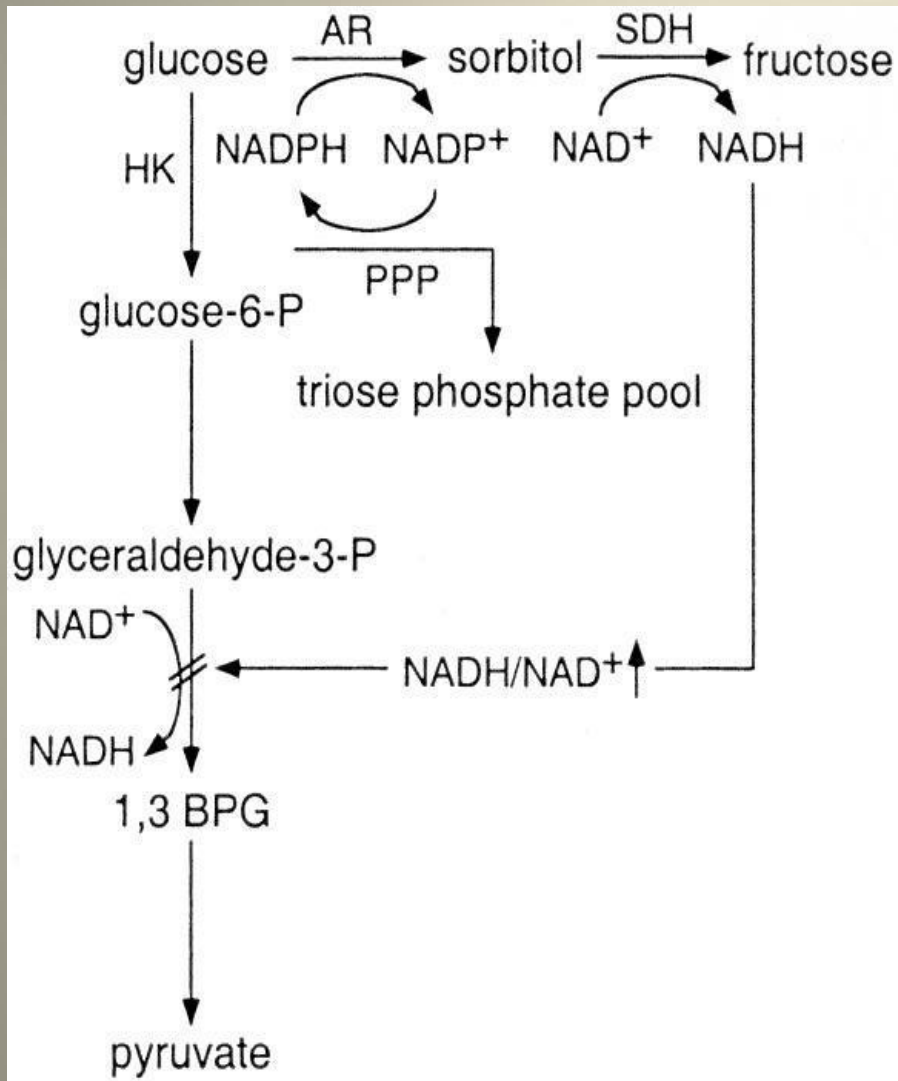 AR
SDH
glucose
sorbitol
fructose
NADPH
NADP+
NAD+
NADH
HK
PPP
glucose-6-P
triose phosphate pool
glyceraldehyde-3-P
NAD+
NADH/NAD+
NADH
1,3 BPG
pyruvate